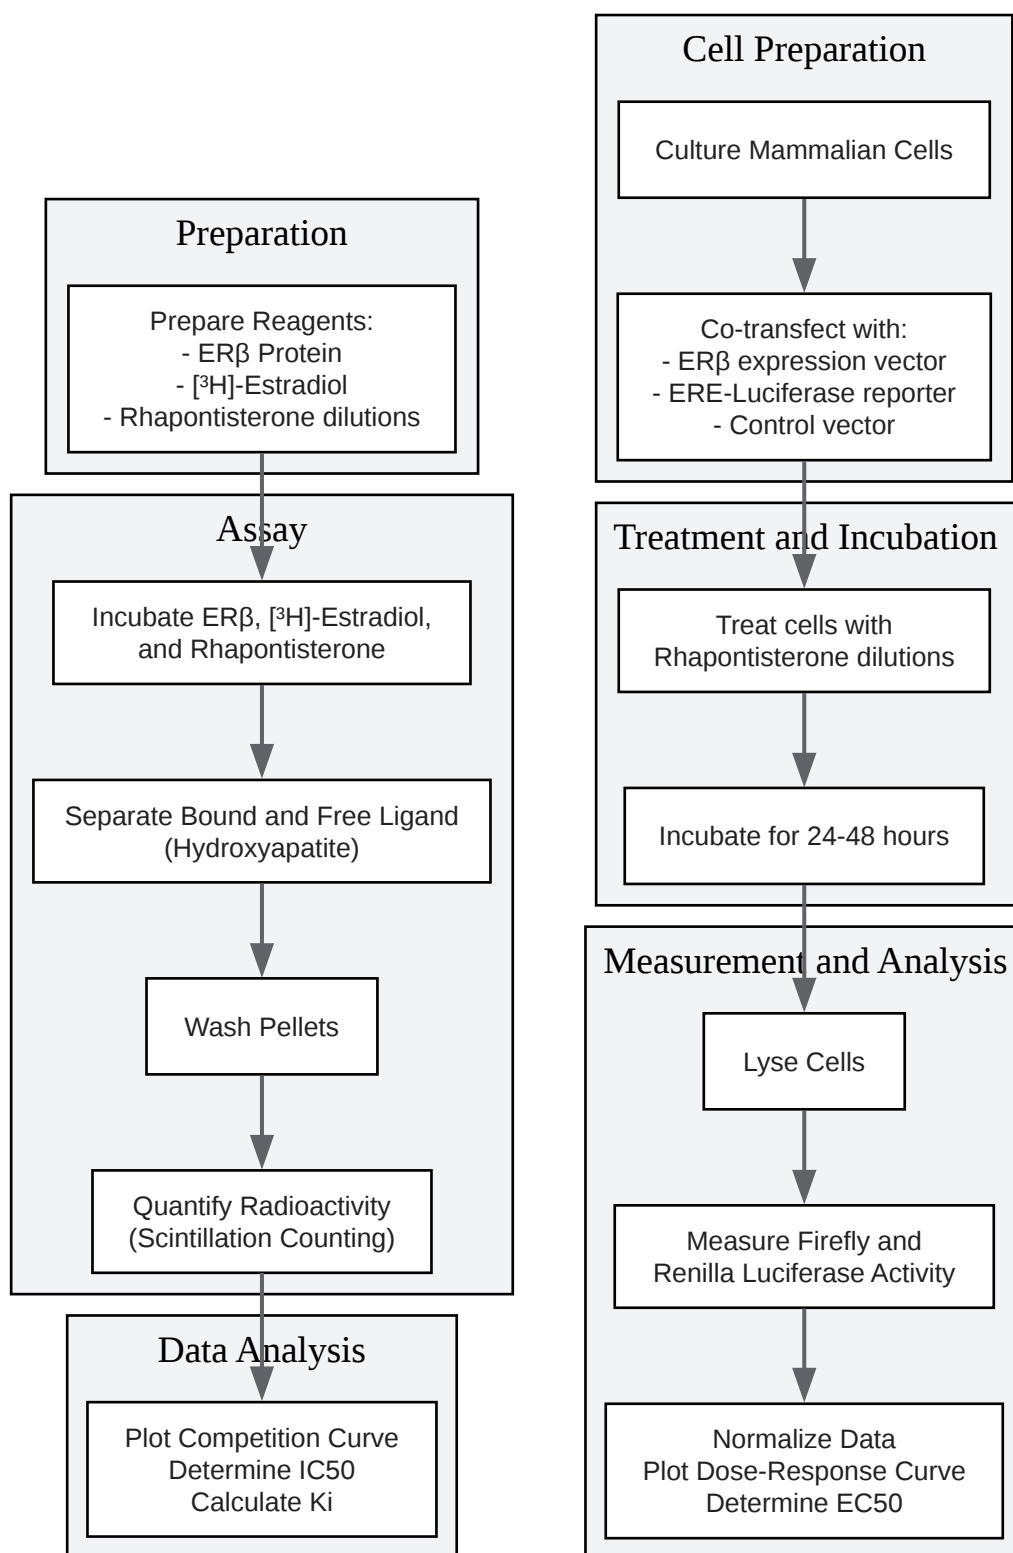 Preparation
Prepare Reagents:
- ERβ Protein
- [³H]-Estradiol
- Rhapontisterone dilutions
Assay
Incubate ERβ, [³H]-Estradiol,
and Rhapontisterone
Separate Bound and Free Ligand
(Hydroxyapatite)
Wash Pellets
Quantify Radioactivity
(Scintillation Counting)
Data Analysis
Plot Competition Curve
Determine IC50
Calculate Ki
Cell Preparation
Culture Mammalian Cells
Co-transfect with:
- ERβ expression vector
- ERE-Luciferase reporter
- Control vector
Treatment and Incubation
Treat cells with
Rhapontisterone dilutions
Incubate for 24-48 hours
Measurement and Analysis
Lyse Cells
Measure Firefly and
Renilla Luciferase Activity
Normalize Data
Plot Dose-Response Curve
Determine EC50